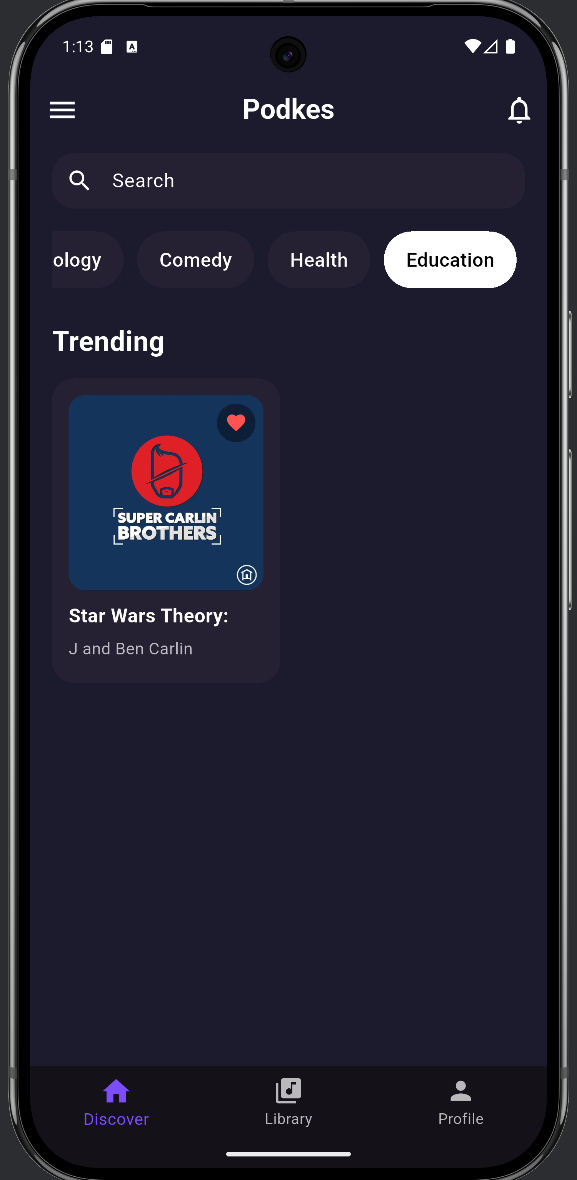 1:13
Podkes
Search
ology
Comedy
Health
Education
Trending
SUPER CARLIN
BROTHERS
Star Wars Theory:
J and Ben Carlin
Discover
Library
Profile